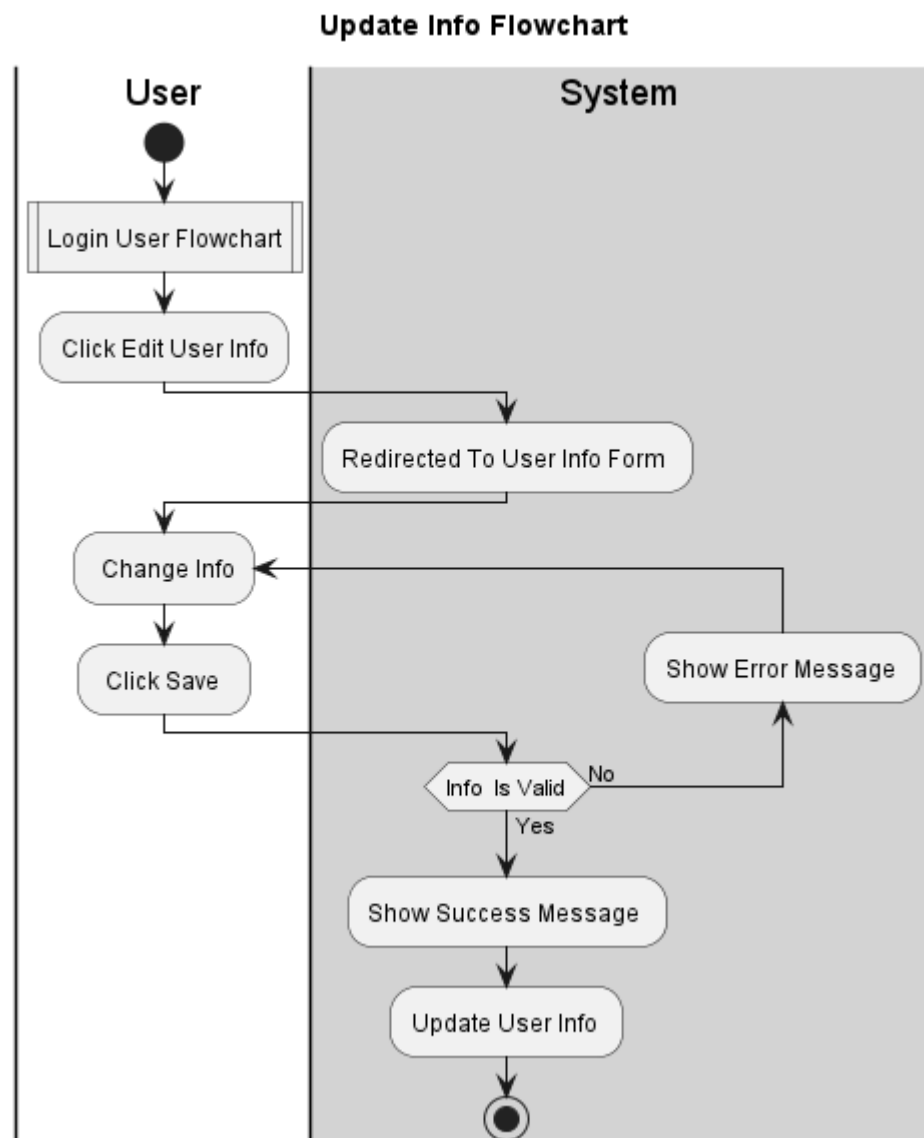 Update Info Flowchart
User
System
Login User Flowchart
Click Edit User Info
Redirected To User Info Form
Change Info
Click Save
Show Error Message
Info Is Valid
No
Yes
Show Success Message
Update User Info